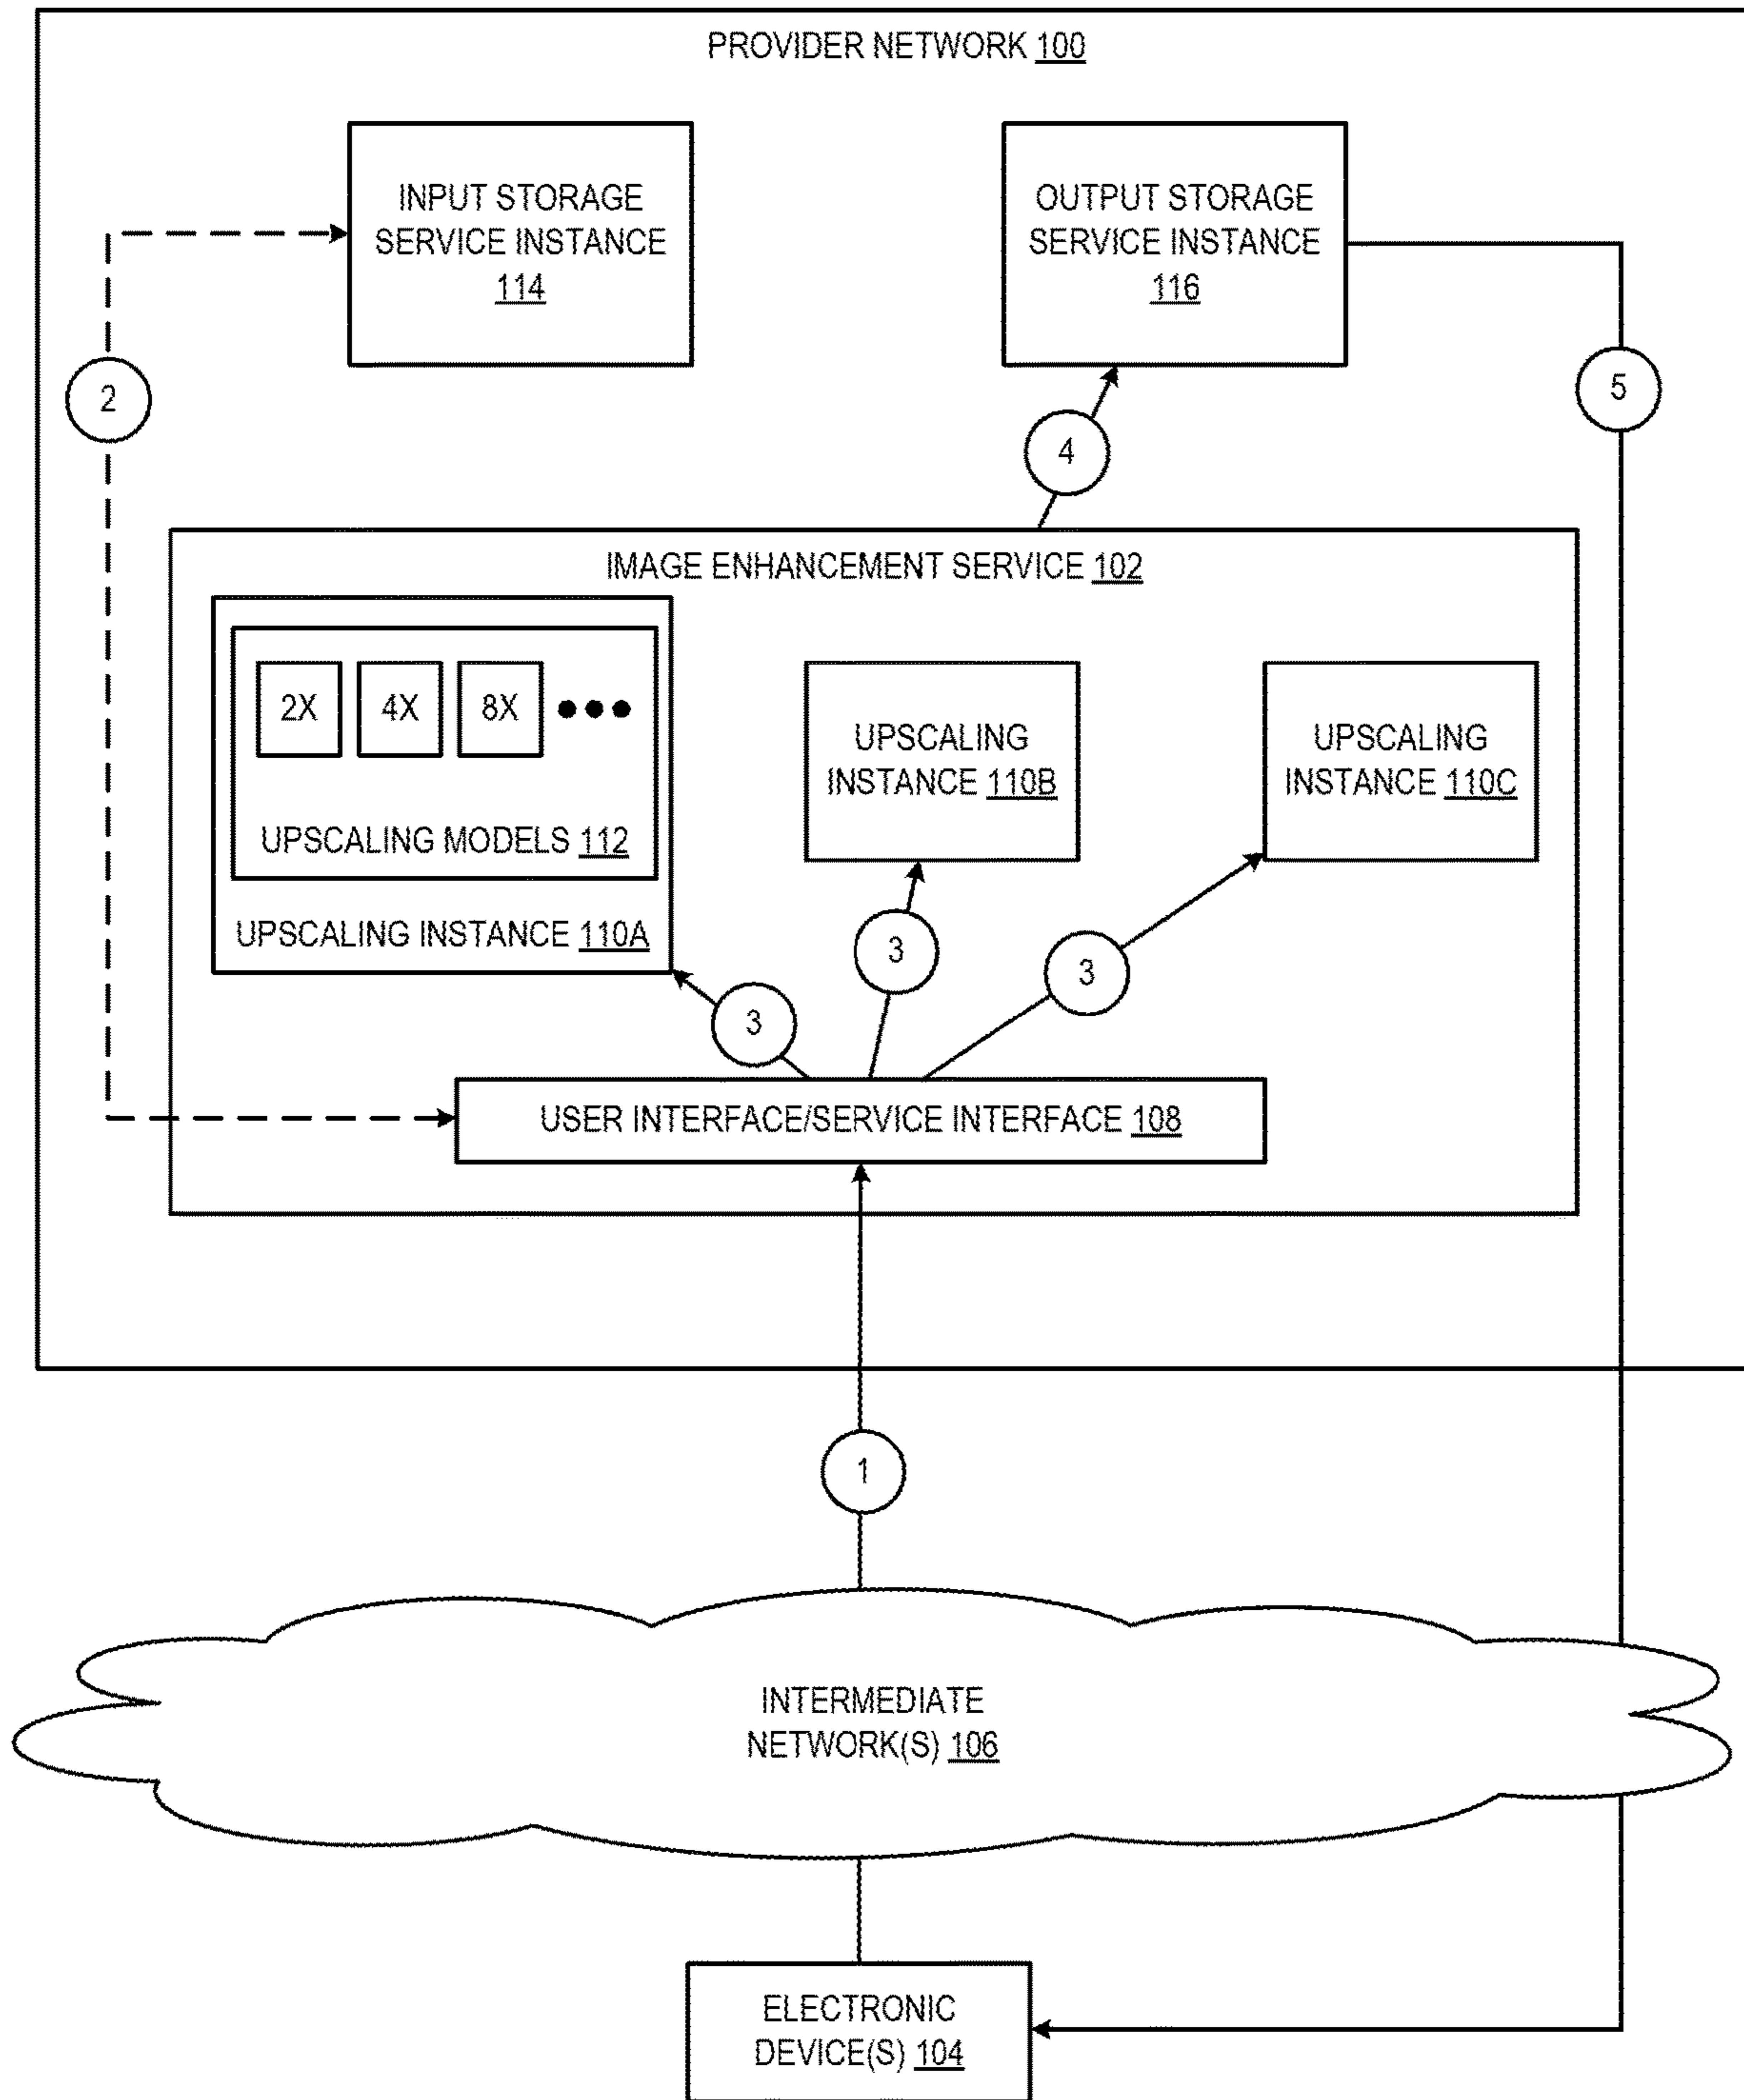 PROVIDER NETWORK 100
INPUT STORAGE
SERVICE INSTANCE
114
OUTPUT STORAGE
SERVICE INSTANCE
116
2
5
4
IMAGE ENHANCEMENT SERVICE 102
2X 4X 8X
UPSCALING MODELS 112
UPSCALING INSTANCE 110A
UPSCALING
INSTANCE 110B
UPSCALING
INSTANCE 110C
3
3
3
USER INTERFACE/SERVICE INTERFACE 108
1
INTERMEDIATE
NETWORK(S) 106
ELECTRONIC
DEVICE(S) 104